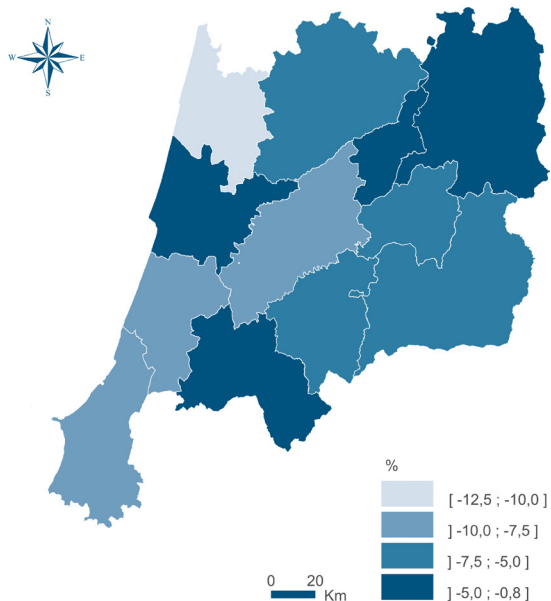 N
W E
S
%
[ -12,5 ; -10,0 ]
] -10,0 ; -7,5 ]
] -7,5 ; -5,0 ]
] -5,0 ; -0,8 ]
0 20
Km